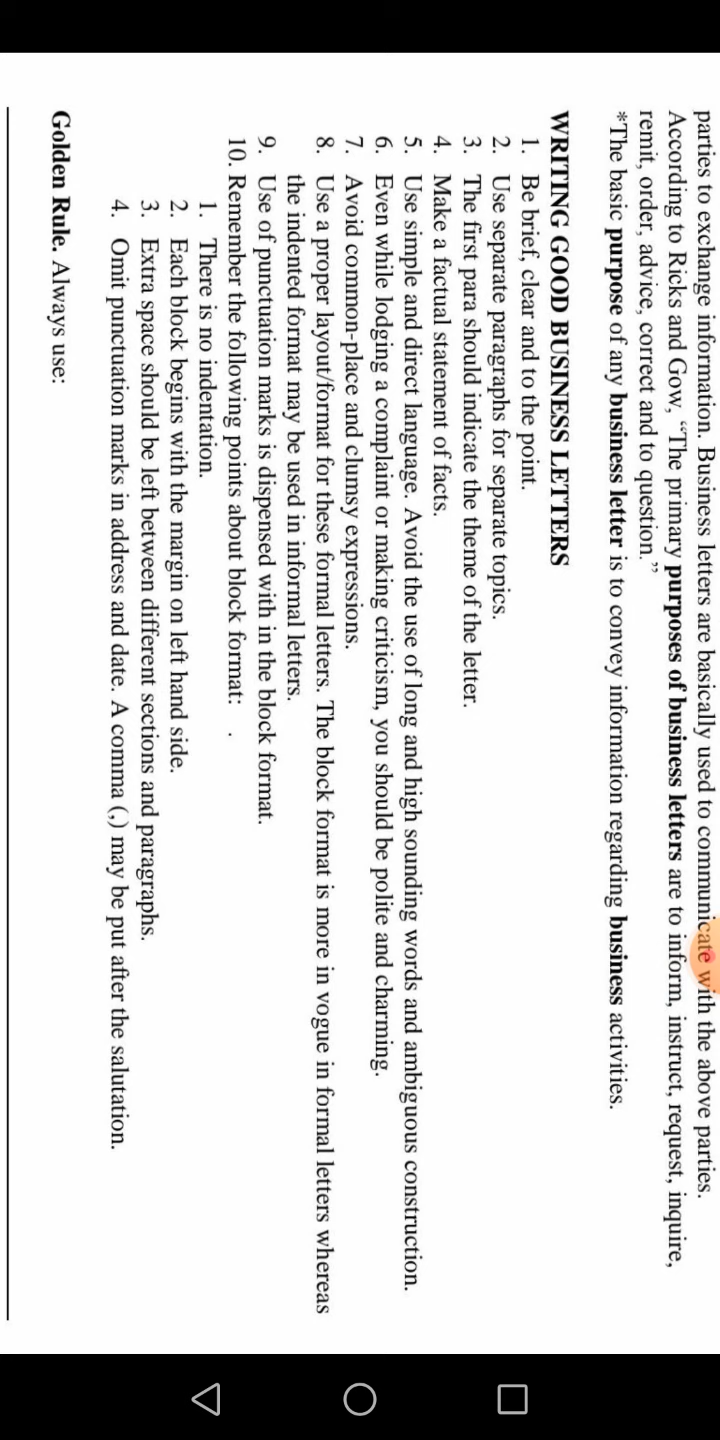 parties to exchange information. Business letters are basically used to communicate with the above parties.
According to Ricks and Gow, “The primary purposes of business letters are to inform, instruct, request, inquire,
remit, order, advice, correct and to question.”
*The basic purpose of any business letter is to convey information regarding business activities.
WRITING GOOD BUSINESS LETTERS
1. Be brief, clear and to the point.
2. Use separate paragraphs for separate topics.
3. The first para should indicate the theme of the letter.
4. Make a factual statement of facts.
5. Use simple and direct language. Avoid the use of long and high sounding words and ambiguous construction.
6. Even while lodging a complaint or making criticism, you should be polite and charming.
7. Avoid common-place and clumsy expressions.
8. Use a proper layout/format for these formal letters. The block format is more in vogue in formal letters whereas
the indented format may be used in informal letters.
9. Use of punctuation marks is dispensed with in the block format.
10. Remember the following points about block format: .
1. There is no indentation.
2. Each block begins with the margin on left hand side.
3. Extra space should be left between different sections and paragraphs.
4. Omit punctuation marks in address and date. A comma (,) may be put after the salutation.
Golden Rule. Always use: